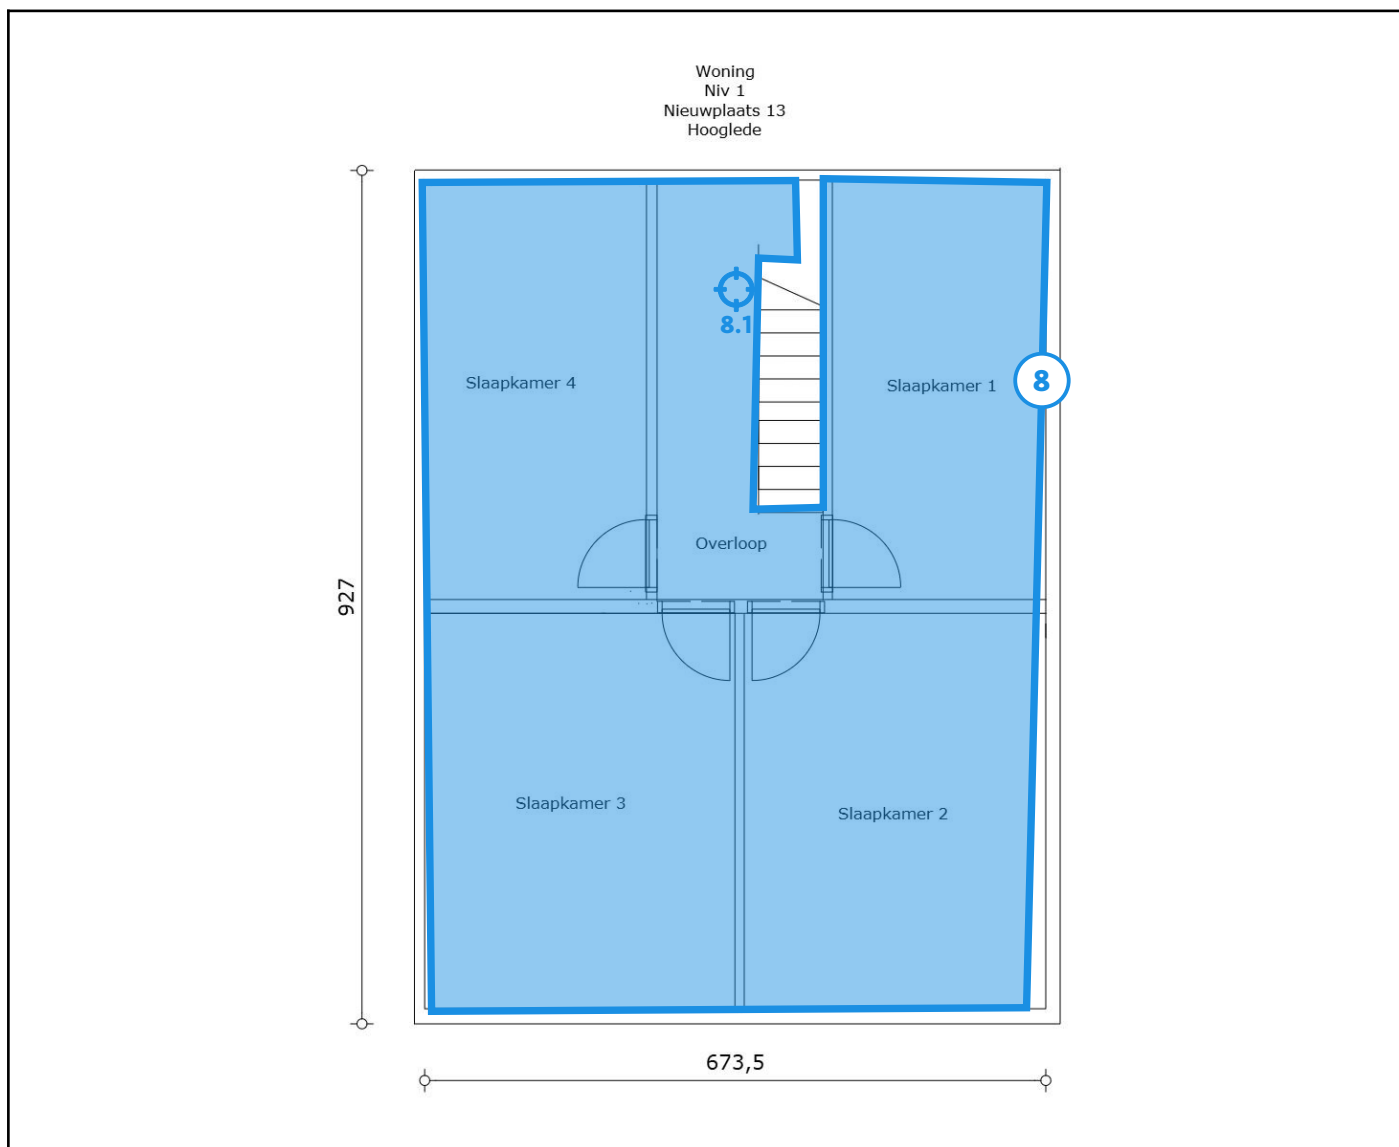 Woning
Niv 1
Nieuwplaats 13
Hooglede
8.1
Slaapkamer 4
Slaapkamer 1
8
Overloop
927
Slaapkamer 3
Slaapkamer 2
673,5